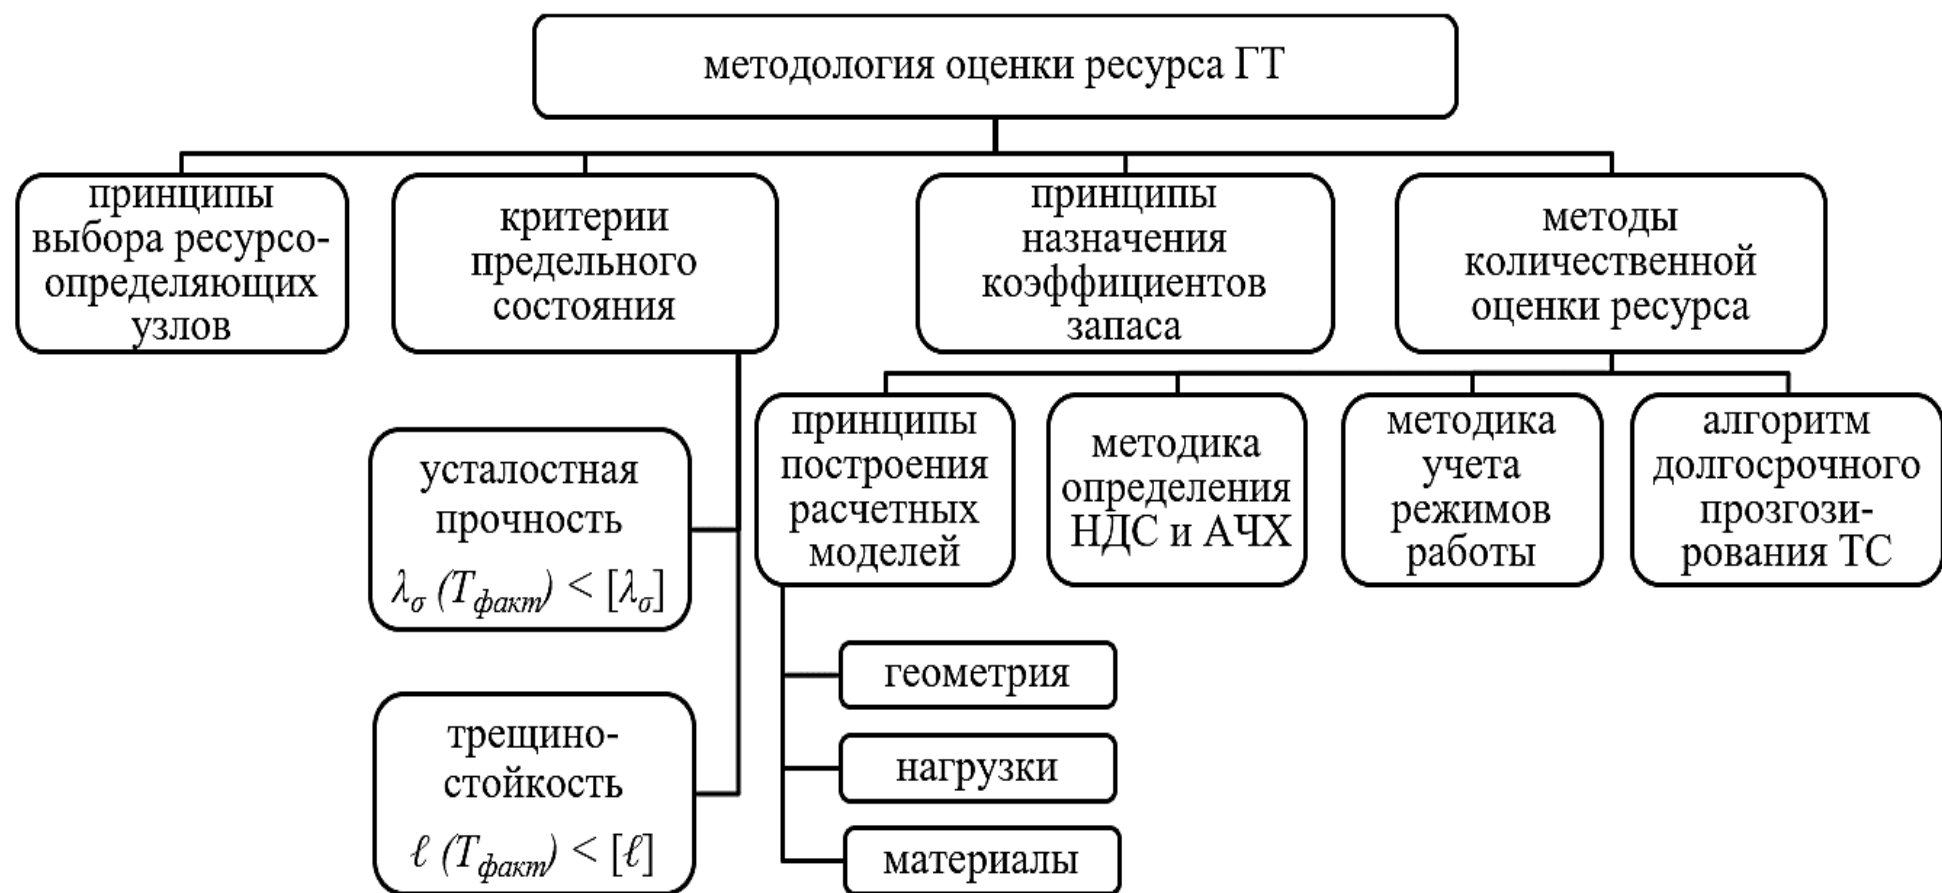 методология оценки ресурса ГТ
принципы
выбора ресурсо-
определяющих
узлов
критерии
предельного
состояния
принципы
назначения
коэффициентов
запаса
методы
количественной
оценки ресурса
усталостная
прочность
λσ (Tфакт) < [λσ]
трещино-
стойкость
ℓ (Tфакт) < [ℓ]
принципы
построения
расчетных
моделей
методика
определения
НДС и АЧХ
методика
учета
режимов
работы
алгоритм
долгосрочного
прозгози-
рования ТС
геометрия
нагрузки
материалы